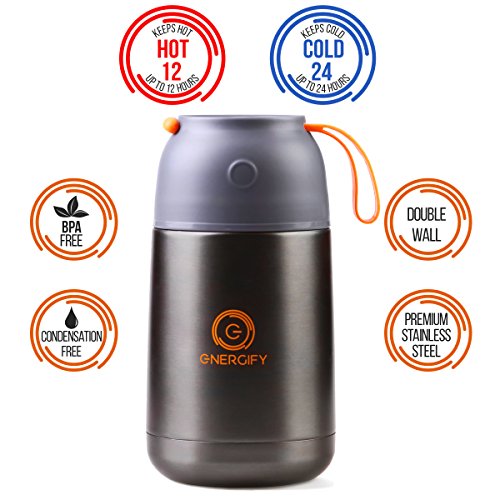 KEEPS HOT
HOT
12
UP TO 12 HOURS
KEEPS COLD
COLD
24
UP TO 24 HOURS
BPA
FREE
DOUBLE
WALL
CONDENSATION
FREE
PREMIUM
STAINLESS
STEEL
G
GNERGIFY